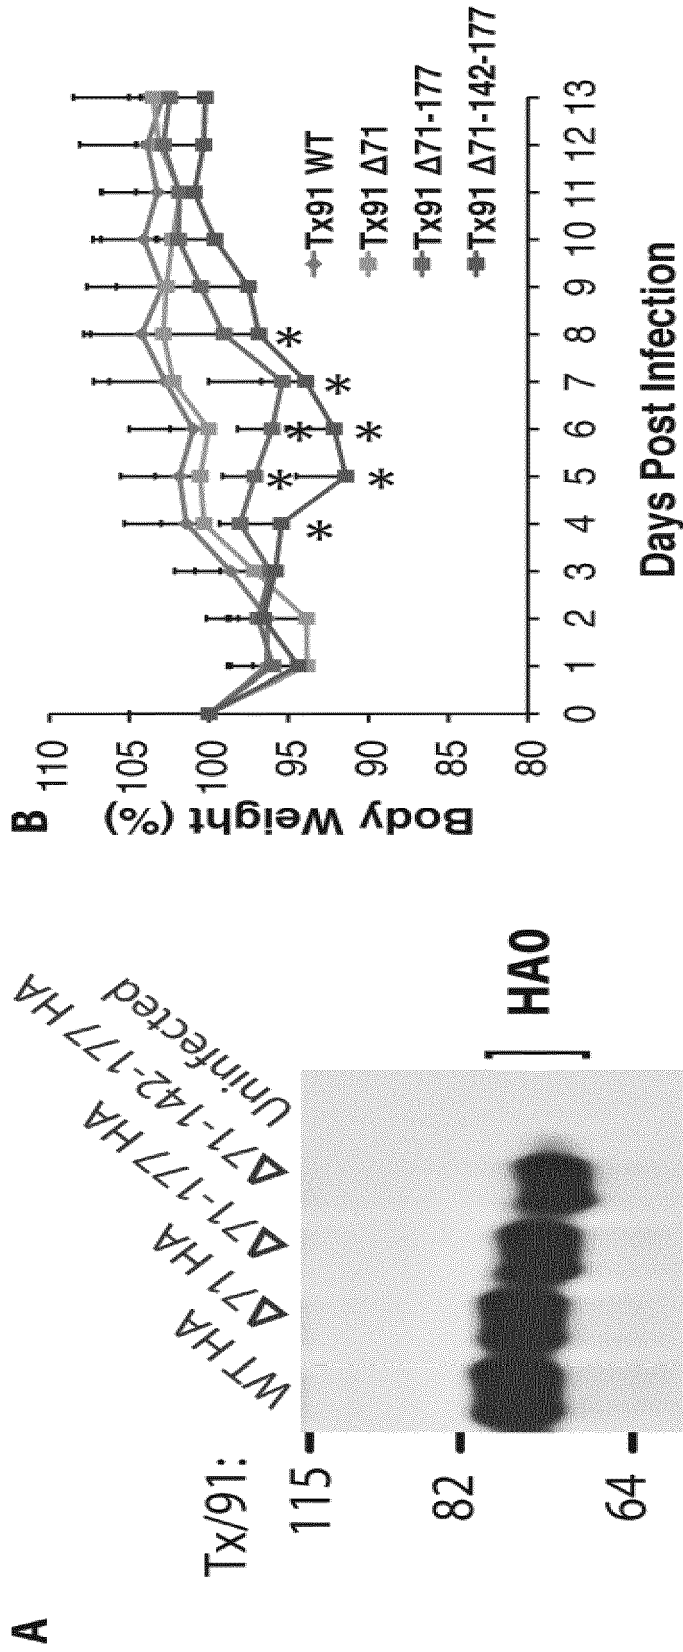 A
Tx/91:
WT HA
Δ71 HA
Δ71-177 HA
Δ71-142-177 HA
Uninfected
115
82
64
HA0
B
Body Weight (%)
110
105
100
95
90
85
80
0 1 2 3 4 5 6 7 8 9 10 11 12 13
Days Post Infection
Tx91 WT
Tx91 Δ71
Tx91 Δ71-177
Tx91 Δ71-142-177
* * * * * * *